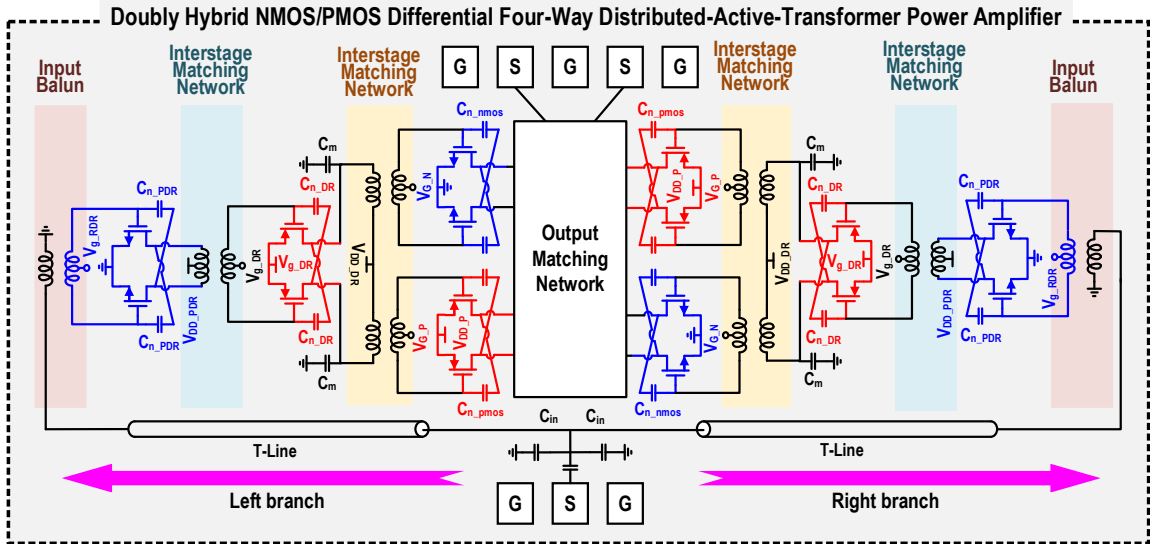 Doubly Hybrid NMOS/PMOS Differential Four-Way Distributed-Active-Transformer Power Amplifier
Input
Balun
Interstage
Matching
Network
Interstage
Matching
Network
G
S
G
S
G
Interstage
Matching
Network
Interstage
Matching
Network
Input
Balun
Cn_nmos
Cn_pmos
Cm
Cm
VG_N
VDD_P
VG_P
Cn_PDR
Cn_DR
Cn_DR
Cn_PDR
Vg_RDR
Vg_DR
Vg_DR
VDD_DR
Output
Matching
Network
VDD_DR
Vg_DR
Vg_DR
Vg_RDR
VDD_PDR
Cn_PDR
Cn_DR
VG_P
VDD_P
VG_N
Cn_DR
VDD_PDR
Cn_PDR
Cm
Cm
Cn_pmos
Cn_nmos
Cin
Cin
T-Line
T-Line
Left branch
Right branch
G
S
G